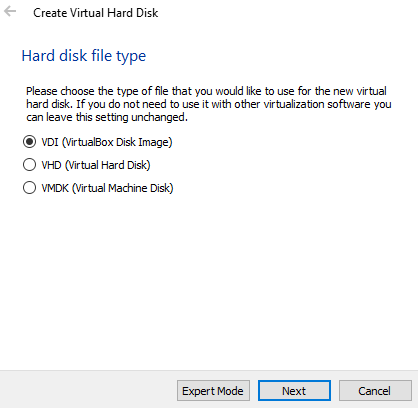 Create Virtual Hard Disk
Hard disk file type
Please choose the type of file that you would like to use for the new virtual
hard disk. If you do not need to use it with other virtualization software you
can leave this setting unchanged.
VDI (VirtualBox Disk Image)
VHD (Virtual Hard Disk)
VMDK (Virtual Machine Disk)
Expert Mode
Next
Cancel